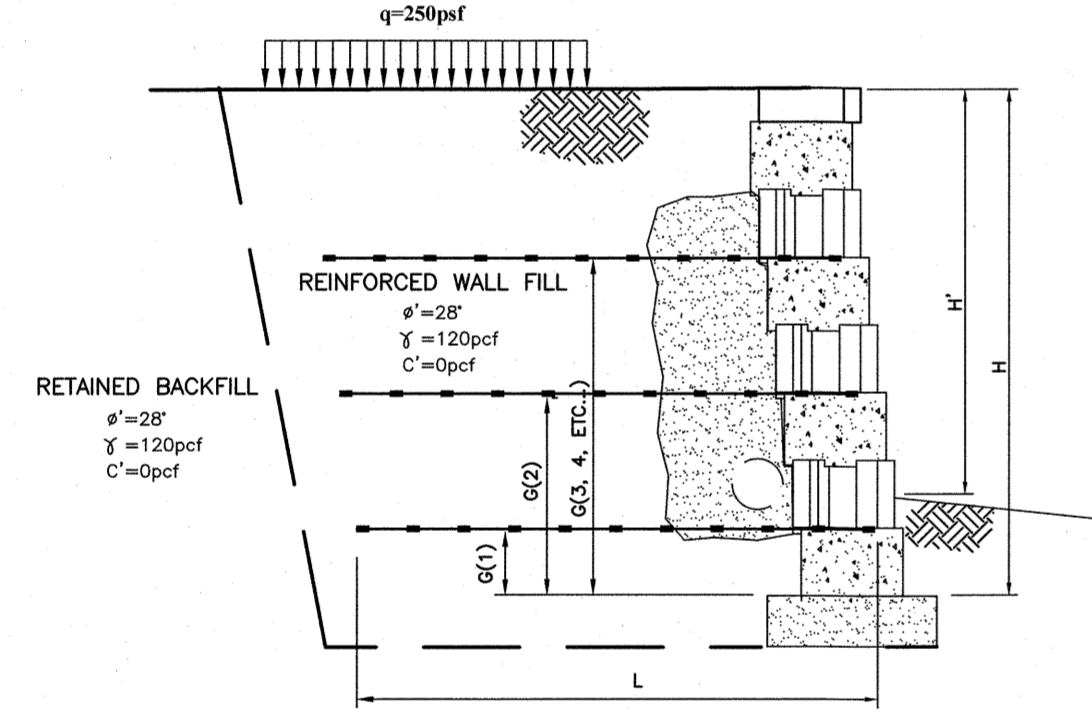 q=250psf
REINFORCED WALL FILL
ø'=28°
γ =120pcf
C'=0pcf
RETAINED BACKFILL
ø'=28°
γ =120pcf
C'=0pcf
G(1)
G(2)
G(3, 4, ETC...)
H'
H
L